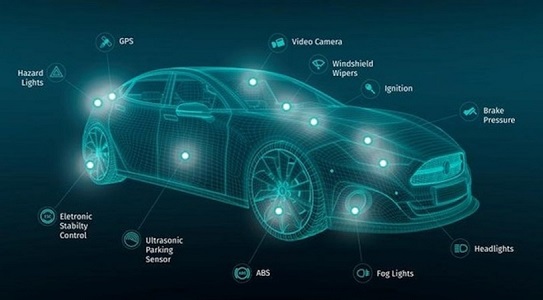 GPS
Video Camera
Windshield
Wipers
Hazard
Lights
Ignition
Brake
Pressure
Eletronic
Stabilty
Control
Ultrasonic
Parking
Sensor
ABS
Fog Lights
Headlights